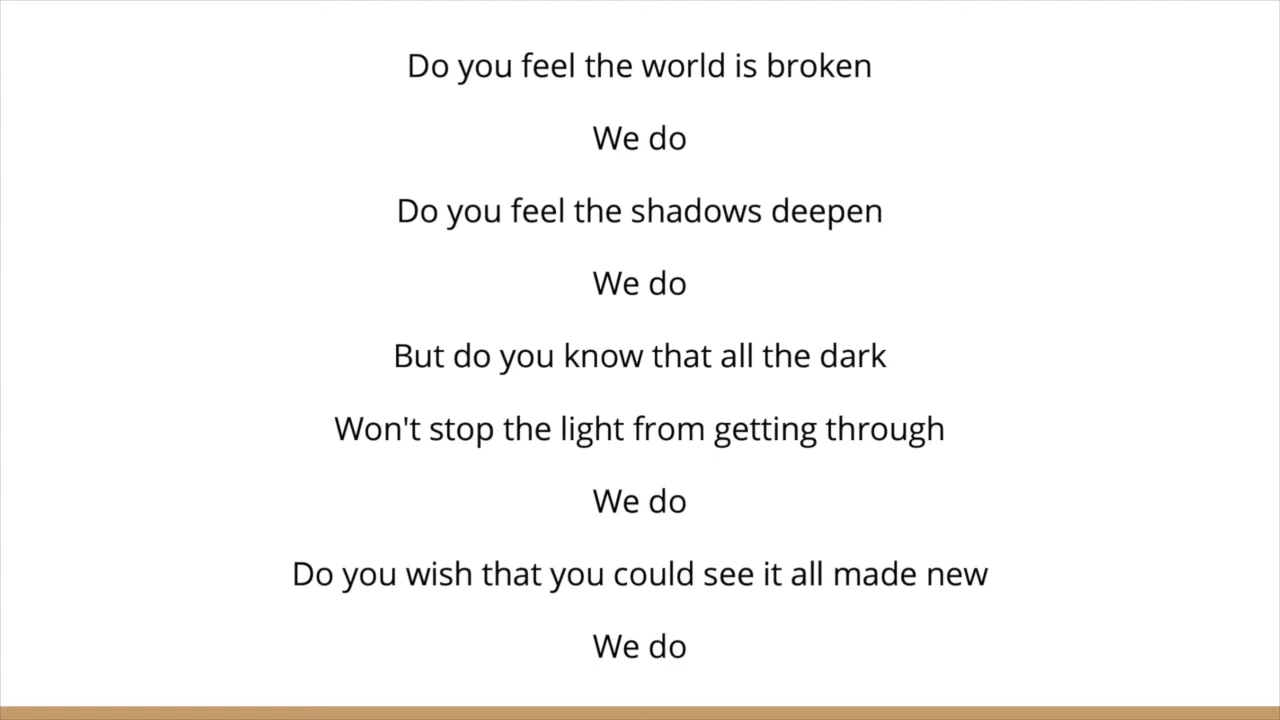 Do you feel the world is broken
We do
Do you feel the shadows deepen
We do
But do you know that all the dark
Won't stop the light from getting through
We do
Do you wish that you could see it all made new
We do